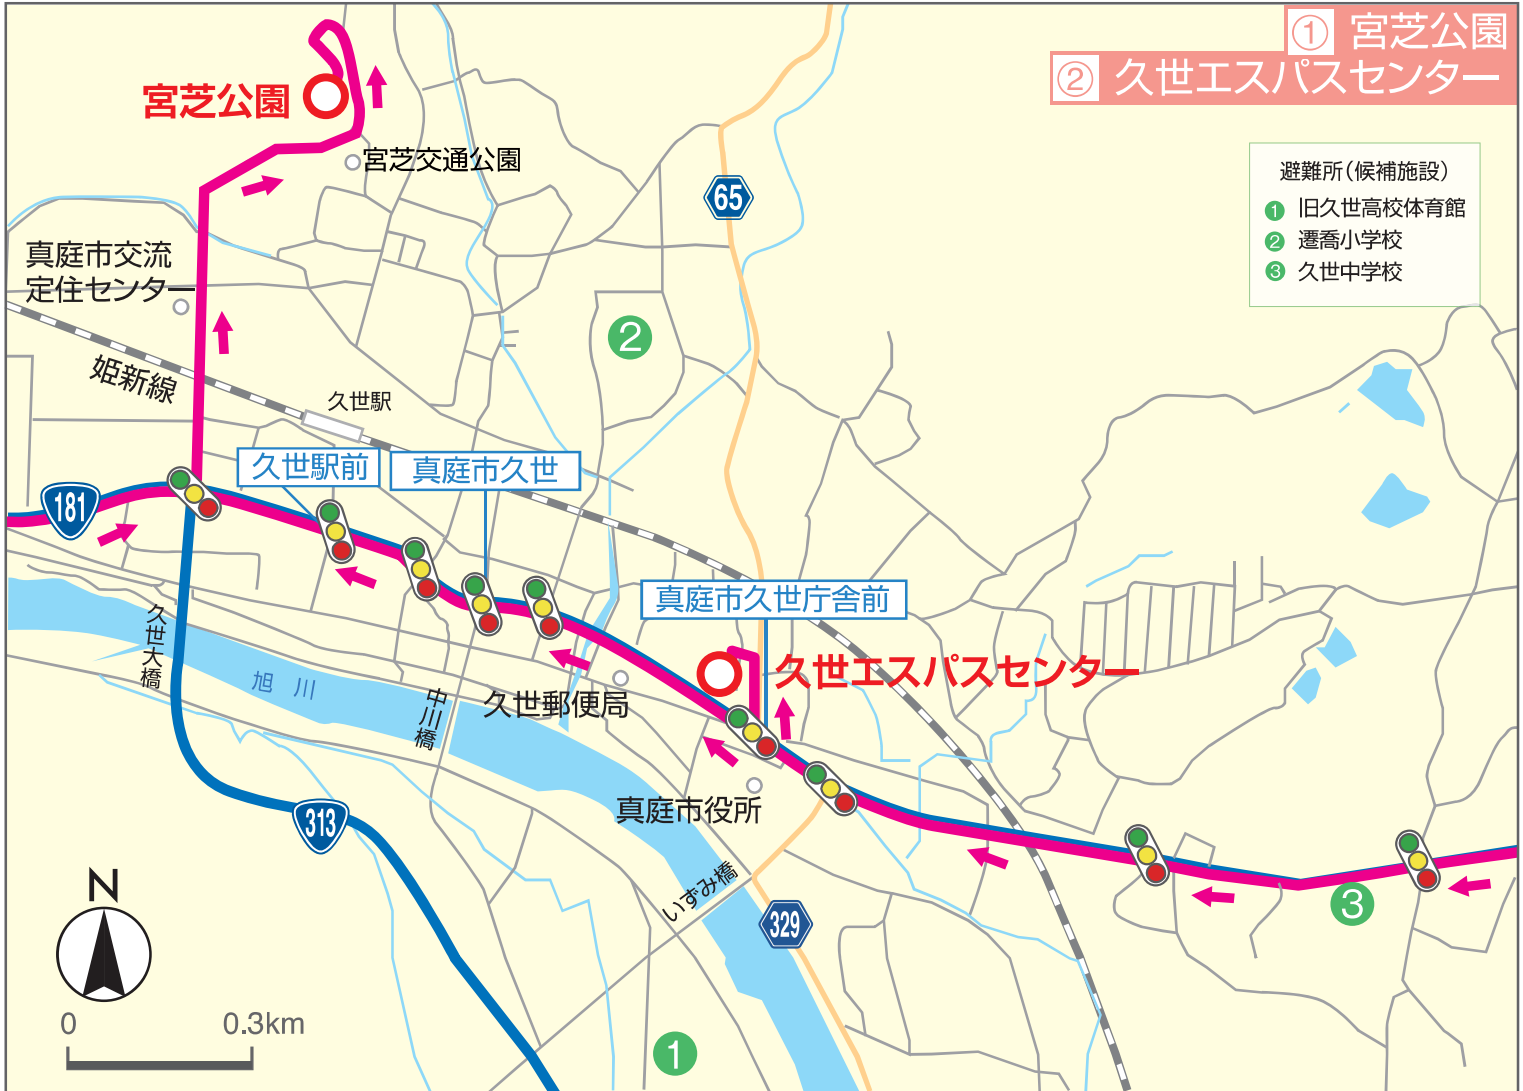 ① 宮芝公園
② 久世エスパスセンター
宮芝公園
宮芝交通公園
避難所(候補施設)
1 旧久世高校体育館
2 遷喬小学校
3 久世中学校
65
真庭市交流
定住センター
2
姫新線
久世駅
久世駅前
真庭市久世
181
真庭市久世庁舎前
久世大橋
旭川
中川橋
久世郵便局
久世エスパスセンター
真庭市役所
313
いずみ橋
329
3
N
0 0.3km
1